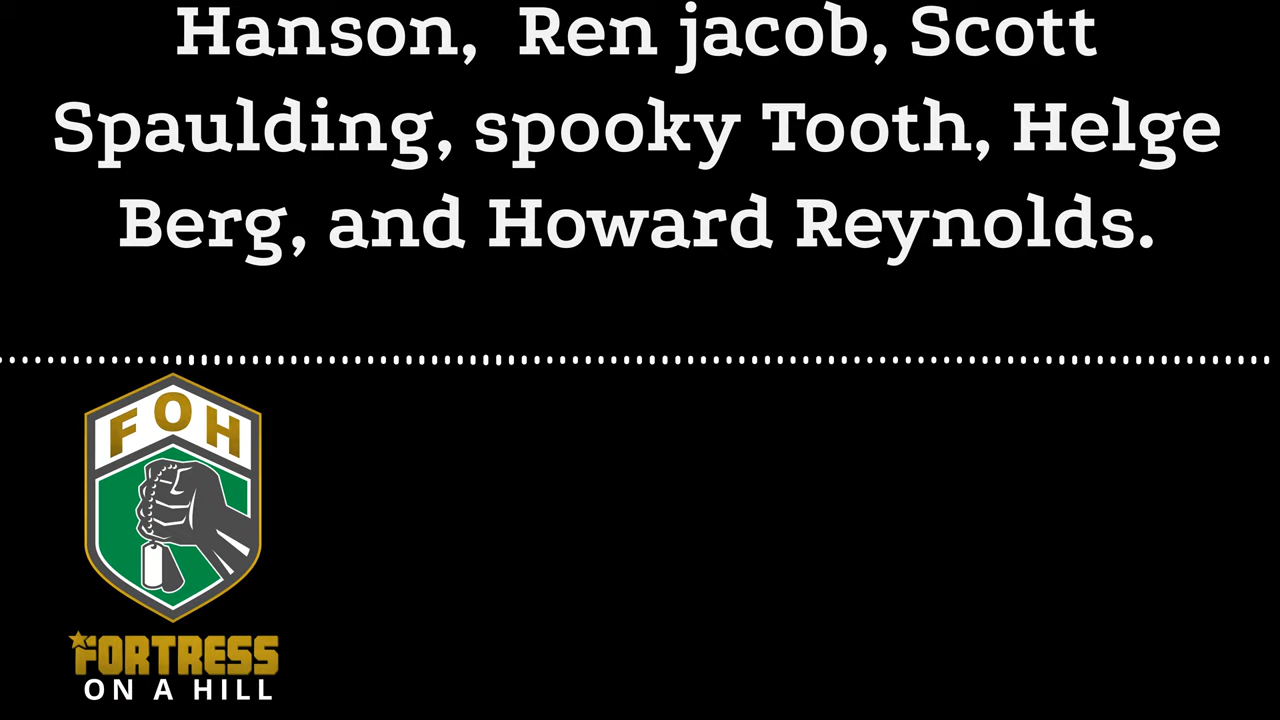 Hanson,  Ren jacob, Scott
Spaulding, spooky Tooth, Helge
Berg, and Howard Reynolds.
FOH
FORTRESS
ON A HILL